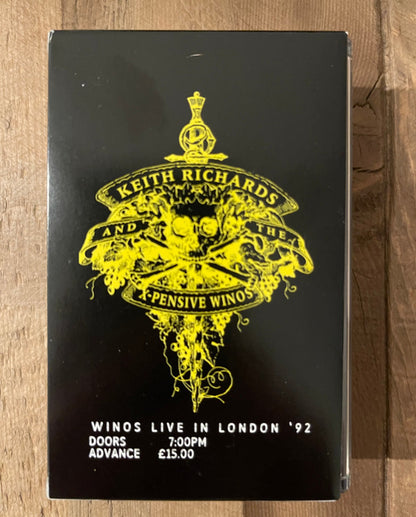 KEITH RICHARDS
AND THE
X-PENSIVE WINOS
WINOS LIVE IN LONDON '92
DOORS 7:00PM
ADVANCE £15.00